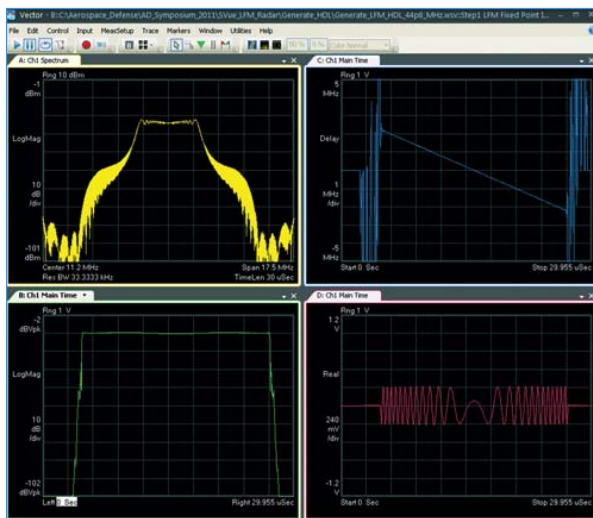 Vector - B:\C:\Aerospace_Defense\AD_Symposium_2011\SVue_LFM_Radar\Generate_HDL\Generate_LFM_HDL_44p8_MHz.wsv:Step1 LFM Fixed Point 1...
File Edit Control Input MeasSetup Trace Markers Window Utilities Help
50 % 0 % Color Normal
A: Ch1 Spectrum
Rng 10 dBm
-1
dBm
LogMag
10
dB
/div
-101
dBm
Center 11.2 MHz Span 17.5 MHz
Res BW 33.3333 kHz TimeLen 30 uSec
C: Ch1 Main Time
Rng 1 V
5
MHz
Delay
1
MHz
/div
-5
MHz
Start 0 Sec Stop 29.955 uSec
B: Ch1 Main Time
Rng 1 V
-2
dBVpk
LogMag
10
dB
/div
-102
dBVpk
Left 0 Sec Right 29.955 uSec
D: Ch1 Main Time
Rng 1 V
1.2
V
Real
240
mV
/div
-1.2
V
Start 0 Sec Stop 29.955 uSec